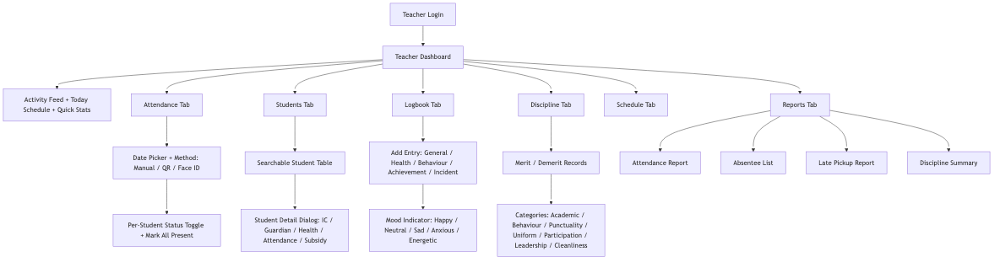 Teacher Login
Teacher Dashboard
Activity Feed + Today
Schedule + Quick Stats
Attendance Tab
Students Tab
Logbook Tab
Discipline Tab
Schedule Tab
Reports Tab
Date Picker + Method:
Manual / QR / Face ID
Searchable Student Table
Add Entry: General /
Health / Behaviour /
Achievement / Incident
Merit / Demerit Records
Attendance Report
Absentee List
Late Pickup Report
Discipline Summary
Per-Student Status Toggle
+ Mark All Present
Student Detail Dialog: IC /
Guardian / Health /
Attendance / Subsidy
Mood Indicator: Happy /
Neutral / Sad / Anxious /
Energetic
Categories: Academic /
Behaviour / Punctuality /
Uniform / Participation /
Leadership / Cleanliness